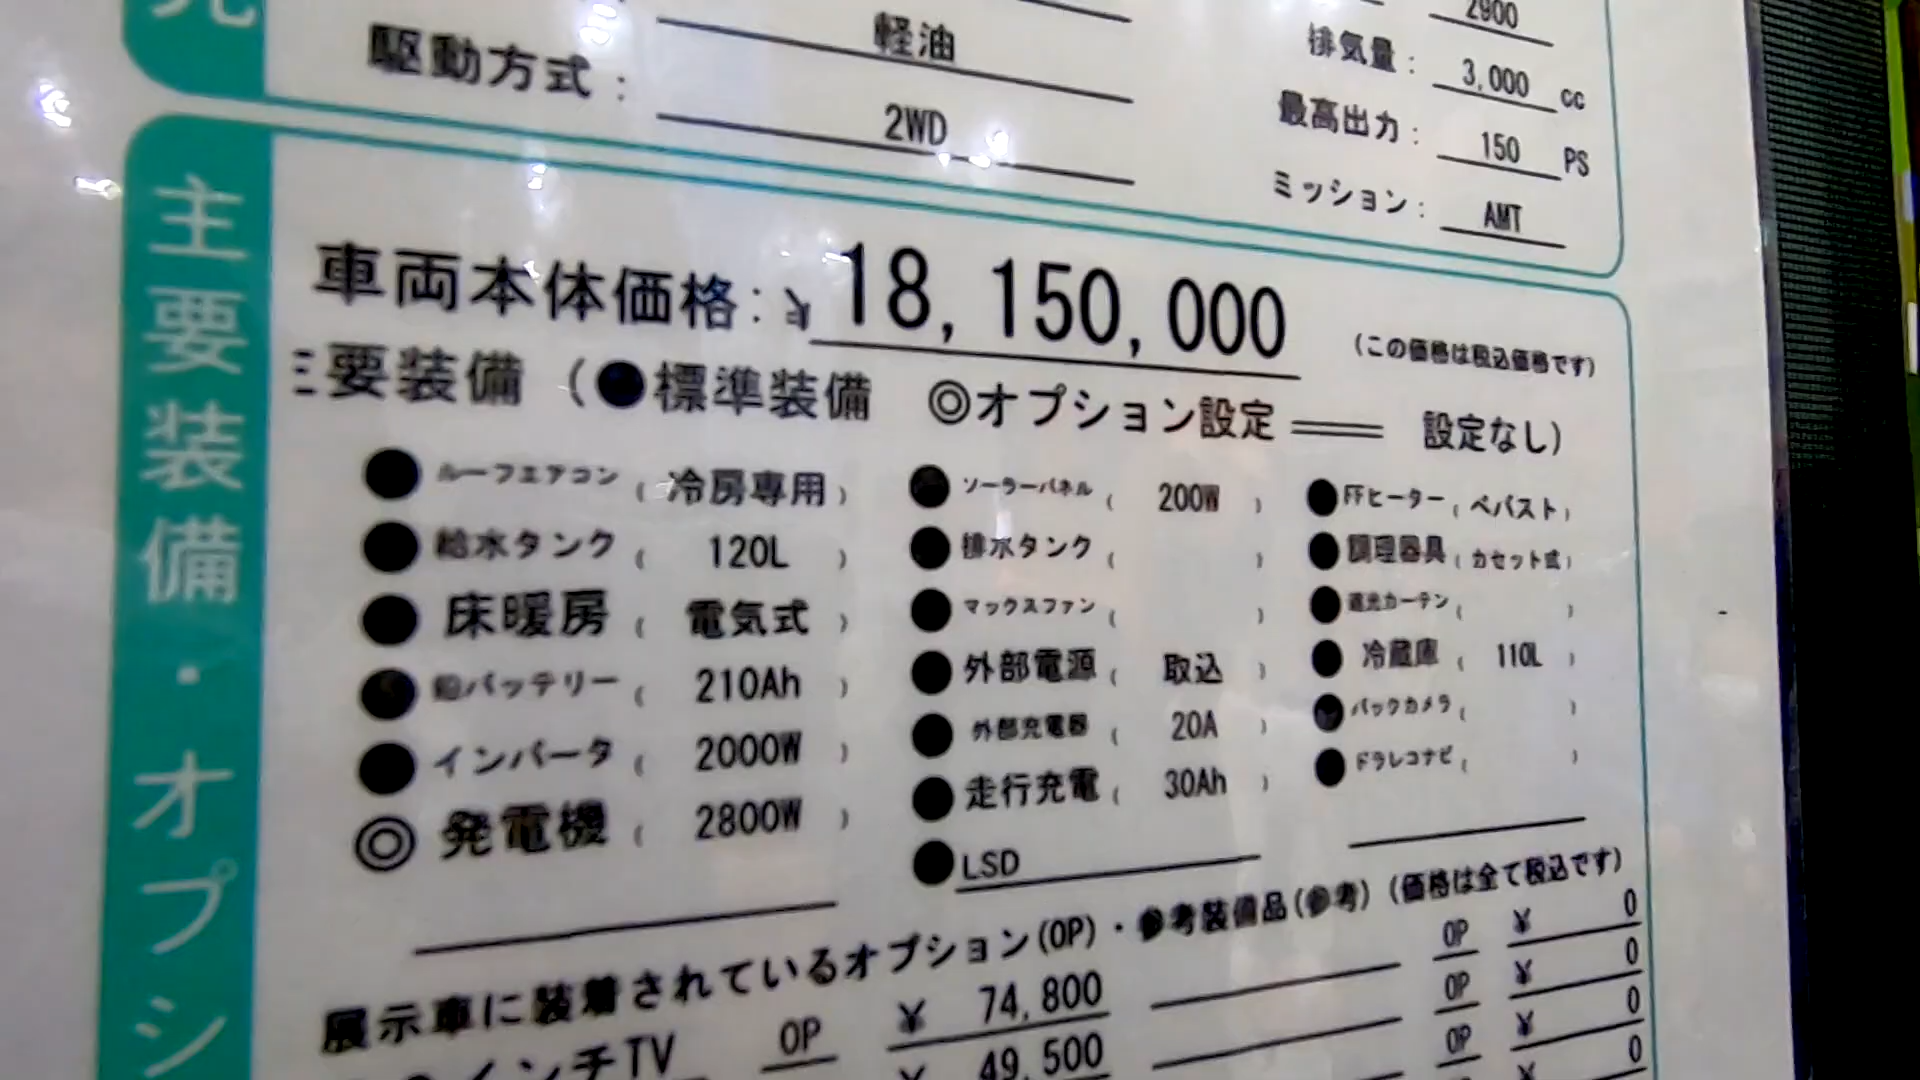 2900
軽油
排気量： 3,000 cc
駆動方式： 2WD
最高出力： 150 PS
ミッション： AMT
主要装備・オプシ
車両本体価格：¥ 18,150,000 (この価格は税込価格です)
要装備 (●標準装備 ◎オプション設定 ━━ 設定なし)
●ルーフエアコン (冷房専用) ●ソーラーパネル (200W) ●FFヒーター (ベバスト)
●給水タンク (120L) ●排水タンク ( ) ●調理器具 (カセット式)
●床暖房 (電気式) ●マックスファン ( ) ●遮光カーテン ( )
●鉛バッテリー (210Ah) ●外部電源 (取込) ●冷蔵庫 (110L)
●インバータ (2000W) ●外部充電器 (20A) ●バックカメラ ( )
◎発電機 (2800W) ●走行充電 (30Ah) ●ドラレコナビ ( )
●LSD
展示車に装着されているオプション(OP)・参考装備品(参考) (価格は全て税込です)
インチTV OP ¥ 74,800 OP ¥ 0
¥ 49,500 OP ¥ 0
OP ¥ 0
¥ 0